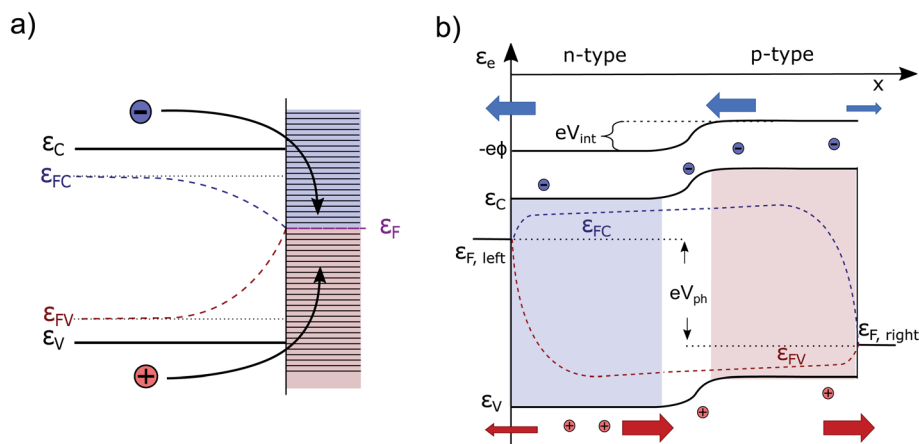 a)
−
ε_C
ε_FC
ε_F
ε_FV
ε_V
+
b)
ε_e
n-type
p-type
x
eV_int
-eϕ
ε_C
ε_FC
ε_F, left
eV_ph
ε_F, right
ε_FV
ε_V